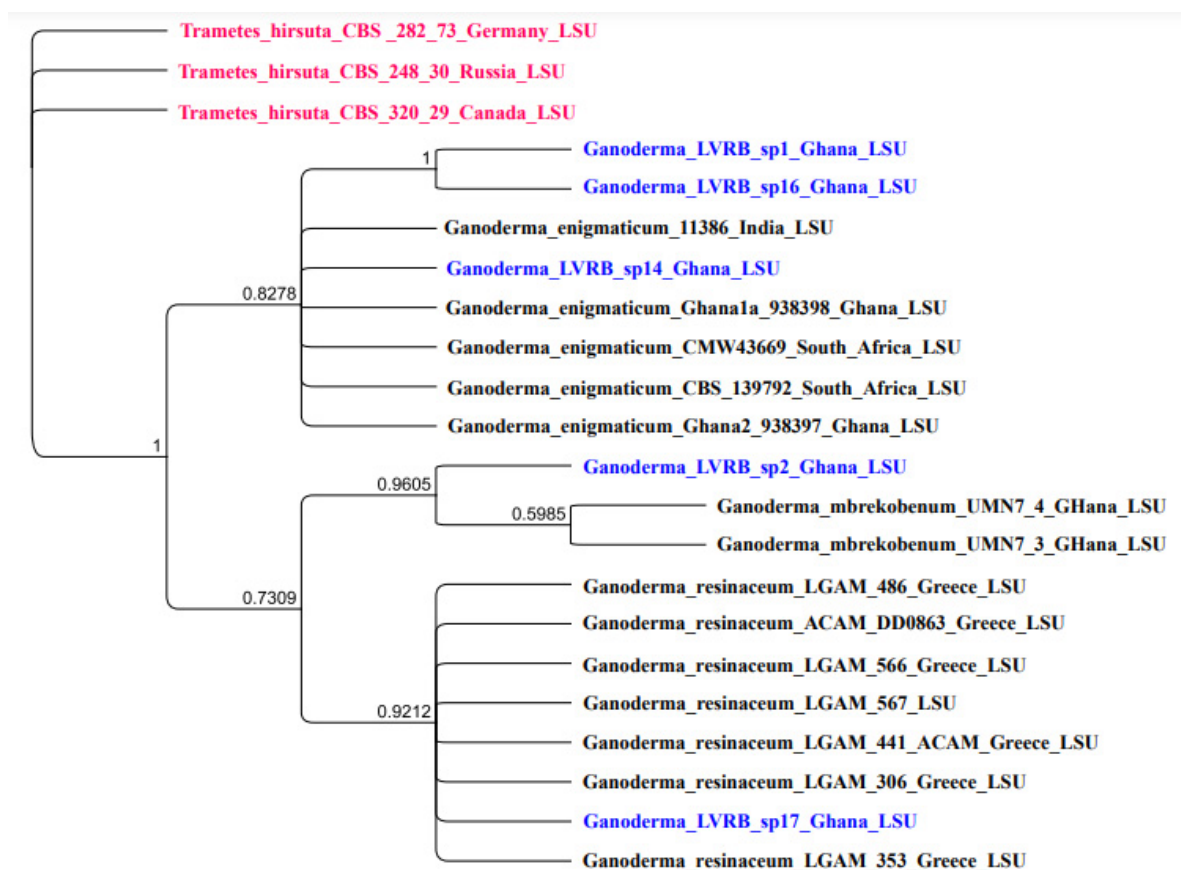 Trametes_hirsuta_CBS _282_73_Germany_LSU
Trametes_hirsuta_CBS_248_30_Russia_LSU
Trametes_hirsuta_CBS_320_29_Canada_LSU
1
Ganoderma_LVRB_sp1_Ghana_LSU
Ganoderma_LVRB_sp16_Ghana_LSU
Ganoderma_enigmaticum_11386_India_LSU
Ganoderma_LVRB_sp14_Ghana_LSU
0.8278
Ganoderma_enigmaticum_Ghana1a_938398_Ghana_LSU
Ganoderma_enigmaticum_CMW43669_South_Africa_LSU
Ganoderma_enigmaticum_CBS_139792_South_Africa_LSU
Ganoderma_enigmaticum_Ghana2_938397_Ghana_LSU
1
Ganoderma_LVRB_sp2_Ghana_LSU
0.9605
Ganoderma_mbrekobenum_UMN7_4_GHana_LSU
0.5985
Ganoderma_mbrekobenum_UMN7_3_GHana_LSU
Ganoderma_resinaceum_LGAM_486_Greece_LSU
0.7309
Ganoderma_resinaceum_ACAM_DD0863_Greece_LSU
Ganoderma_resinaceum_LGAM_566_Greece_LSU
Ganoderma_resinaceum_LGAM_567_LSU
0.9212
Ganoderma_resinaceum_LGAM_441_ACAM_Greece_LSU
Ganoderma_resinaceum_LGAM_306_Greece_LSU
Ganoderma_LVRB_sp17_Ghana_LSU
Ganoderma_resinaceum_LGAM_353_Greece_LSU